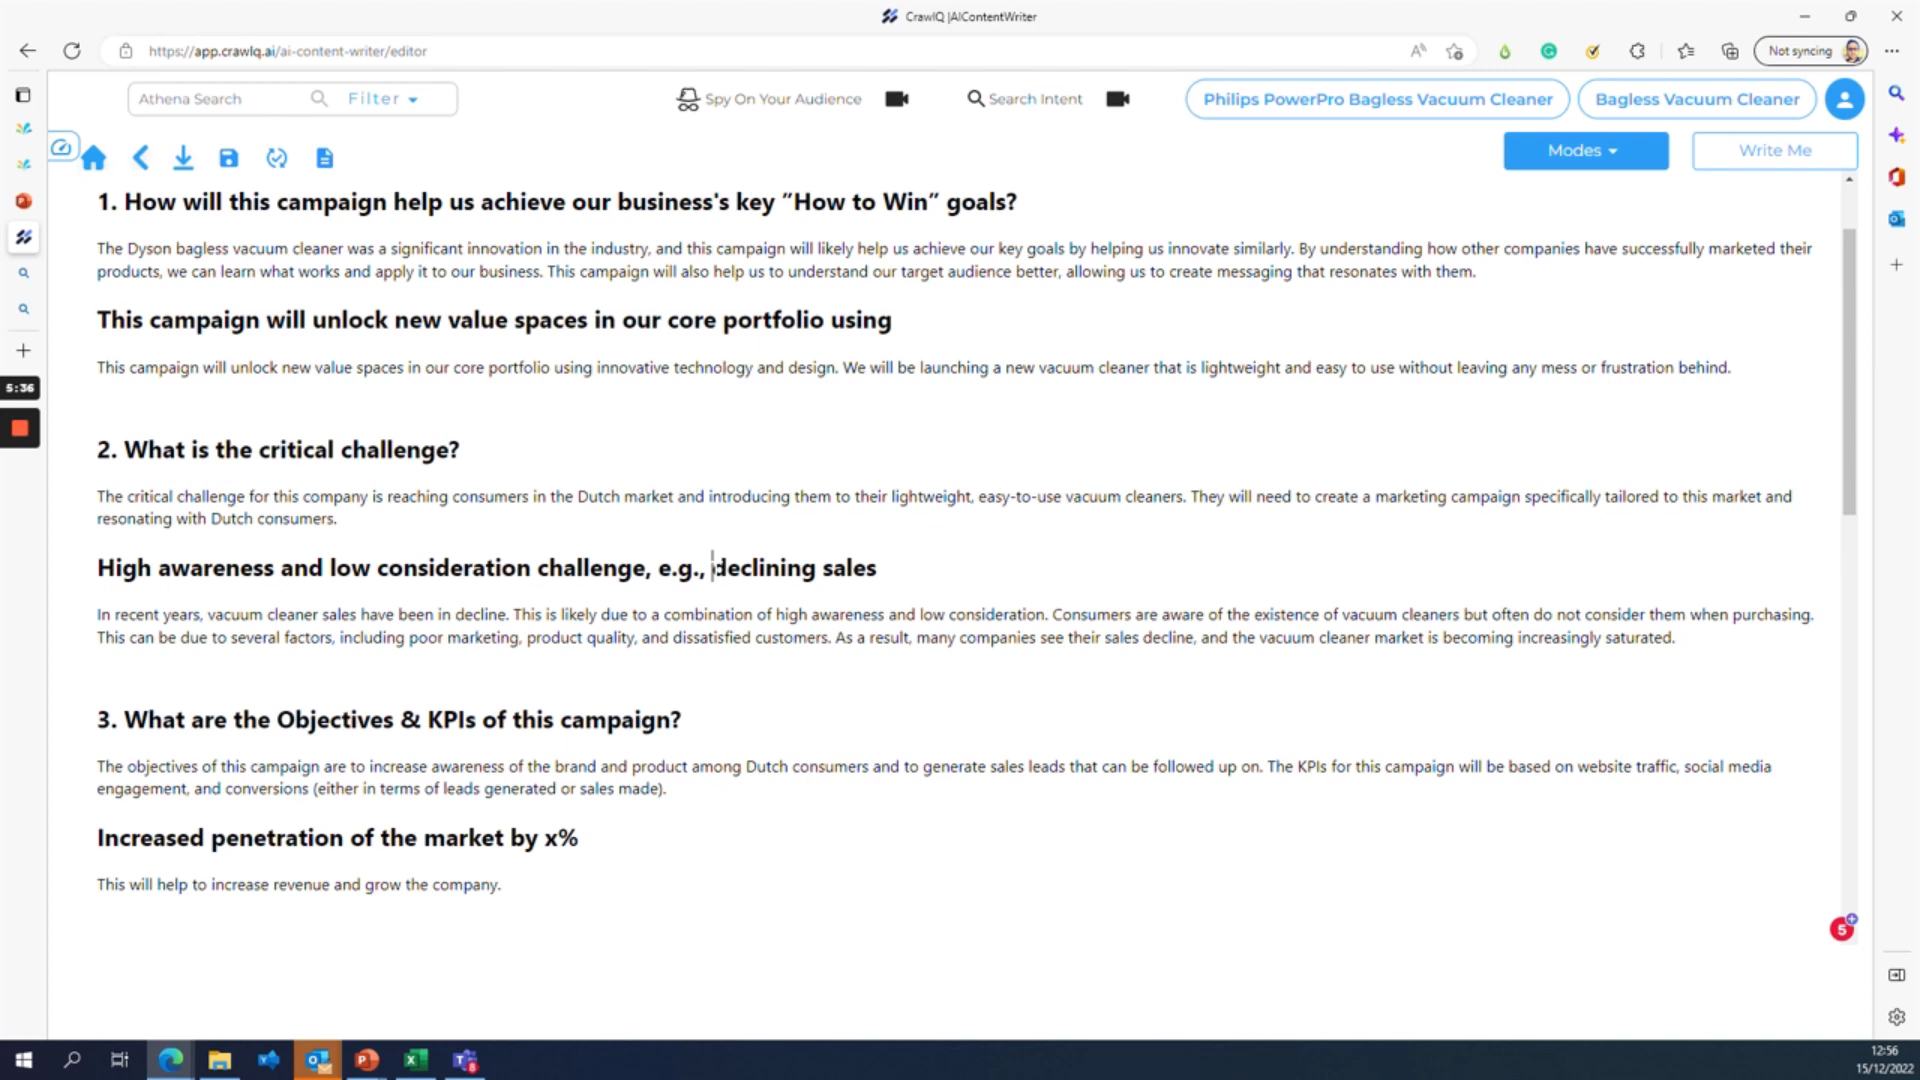 CrawlQ |AIContentWriter
https://app.crawlq.ai/ai-content-writer/editor
Not syncing
Athena Search
Filter
Spy On Your Audience
Search Intent
Philips PowerPro Bagless Vacuum Cleaner
Bagless Vacuum Cleaner
Modes
Write Me
1. How will this campaign help us achieve our business's key "How to Win" goals?
The Dyson bagless vacuum cleaner was a significant innovation in the industry, and this campaign will likely help us achieve our key goals by helping us innovate similarly. By understanding how other companies have successfully marketed their
products, we can learn what works and apply it to our business. This campaign will also help us to understand our target audience better, allowing us to create messaging that resonates with them.
This campaign will unlock new value spaces in our core portfolio using
This campaign will unlock new value spaces in our core portfolio using innovative technology and design. We will be launching a new vacuum cleaner that is lightweight and easy to use without leaving any mess or frustration behind.
5:36
2. What is the critical challenge?
The critical challenge for this company is reaching consumers in the Dutch market and introducing them to their lightweight, easy-to-use vacuum cleaners. They will need to create a marketing campaign specifically tailored to this market and
resonating with Dutch consumers.
High awareness and low consideration challenge, e.g., declining sales
In recent years, vacuum cleaner sales have been in decline. This is likely due to a combination of high awareness and low consideration. Consumers are aware of the existence of vacuum cleaners but often do not consider them when purchasing.
This can be due to several factors, including poor marketing, product quality, and dissatisfied customers. As a result, many companies see their sales decline, and the vacuum cleaner market is becoming increasingly saturated.
3. What are the Objectives & KPIs of this campaign?
The objectives of this campaign are to increase awareness of the brand and product among Dutch consumers and to generate sales leads that can be followed up on. The KPIs for this campaign will be based on website traffic, social media
engagement, and conversions (either in terms of leads generated or sales made).
Increased penetration of the market by x%
This will help to increase revenue and grow the company.
5
12:56
15/12/2022